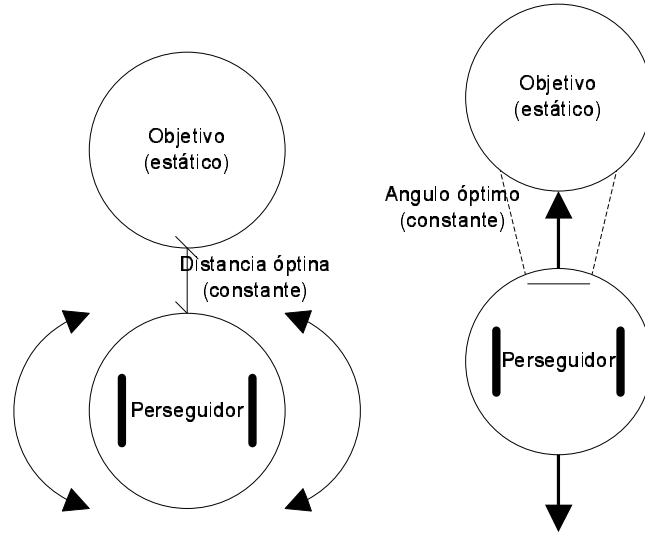 Objetivo
(estático)
Distancia óptina
(constante)
Perseguidor
Objetivo
(estático)
Angulo óptimo
(constante)
Perseguidor